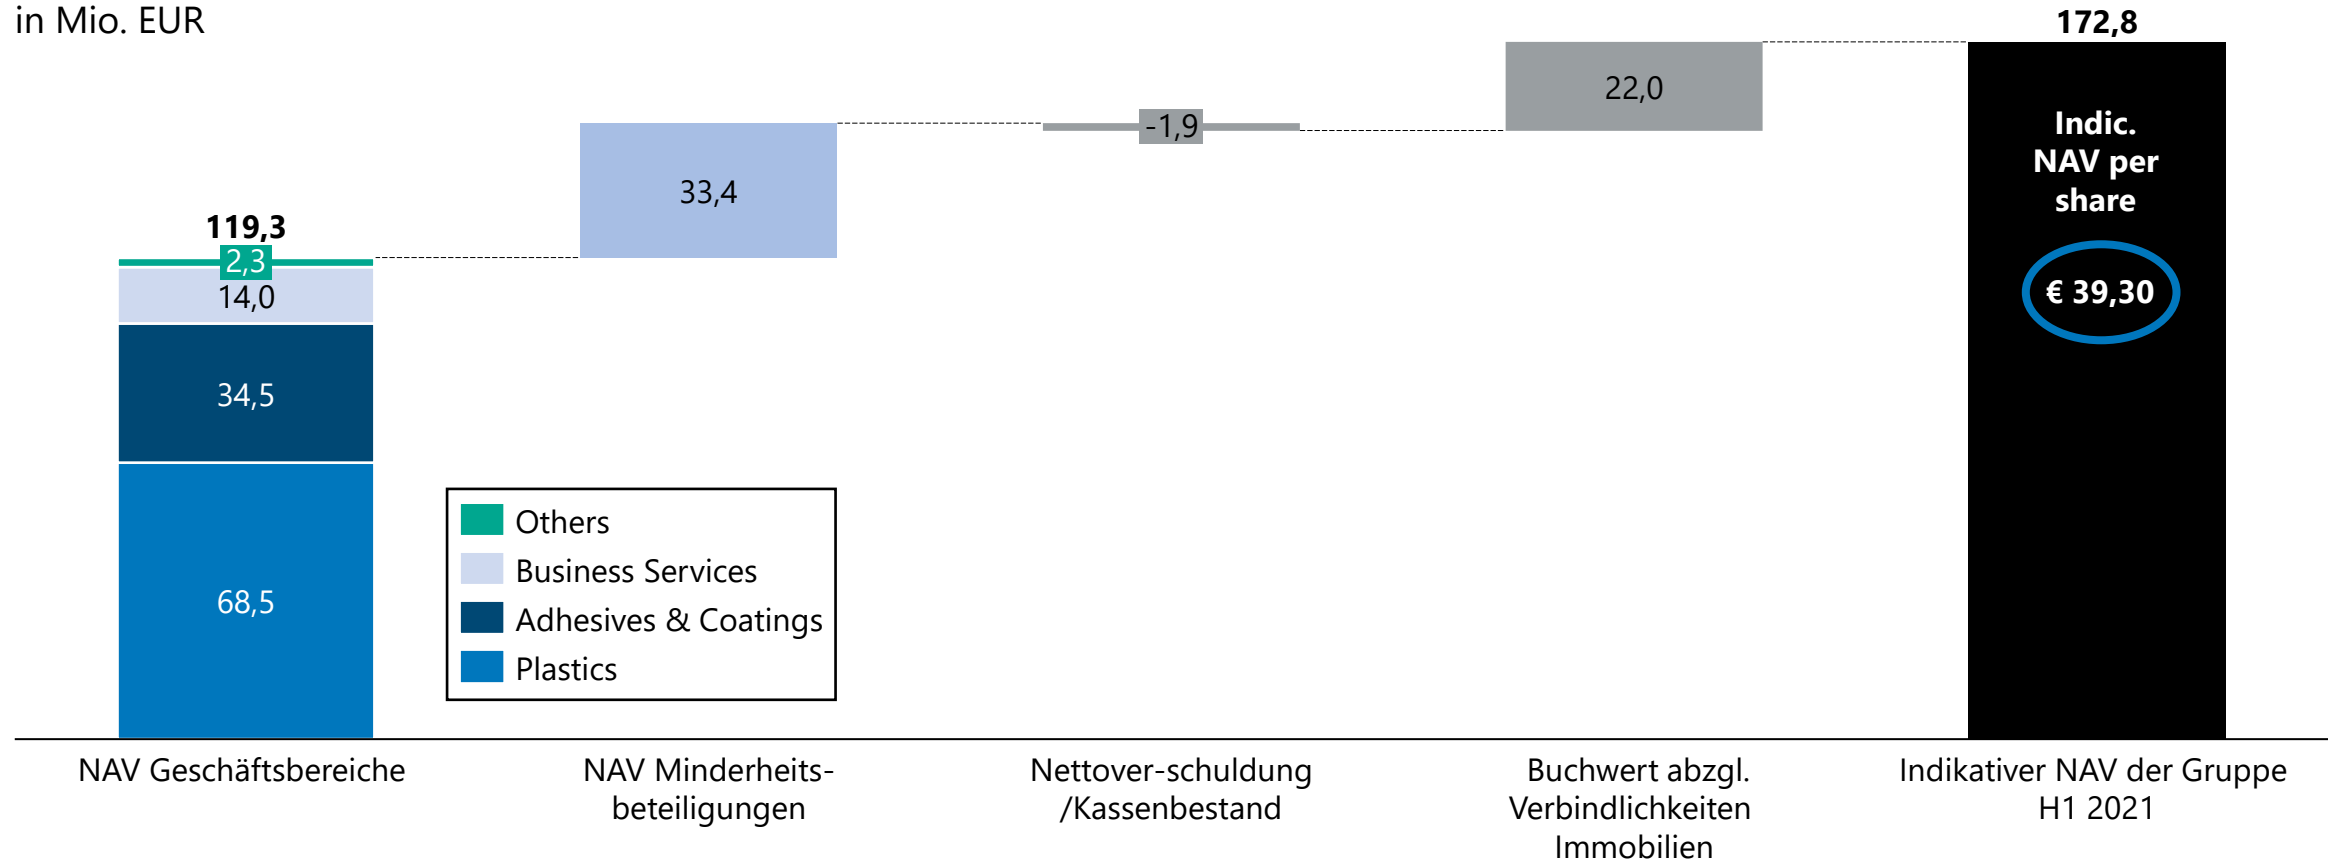 in Mio. EUR
119,3
2,3
14,0
34,5
68,5
33,4
-1,9
22,0
172,8
Indic.
NAV per
share
€ 39,30
Others
Business Services
Adhesives & Coatings
Plastics
NAV Geschäftsbereiche
NAV Minderheits-
beteiligungen
Nettover-schuldung
/Kassenbestand
Buchwert abzgl.
Verbindlichkeiten
Immobilien
Indikativer NAV der Gruppe
H1 2021